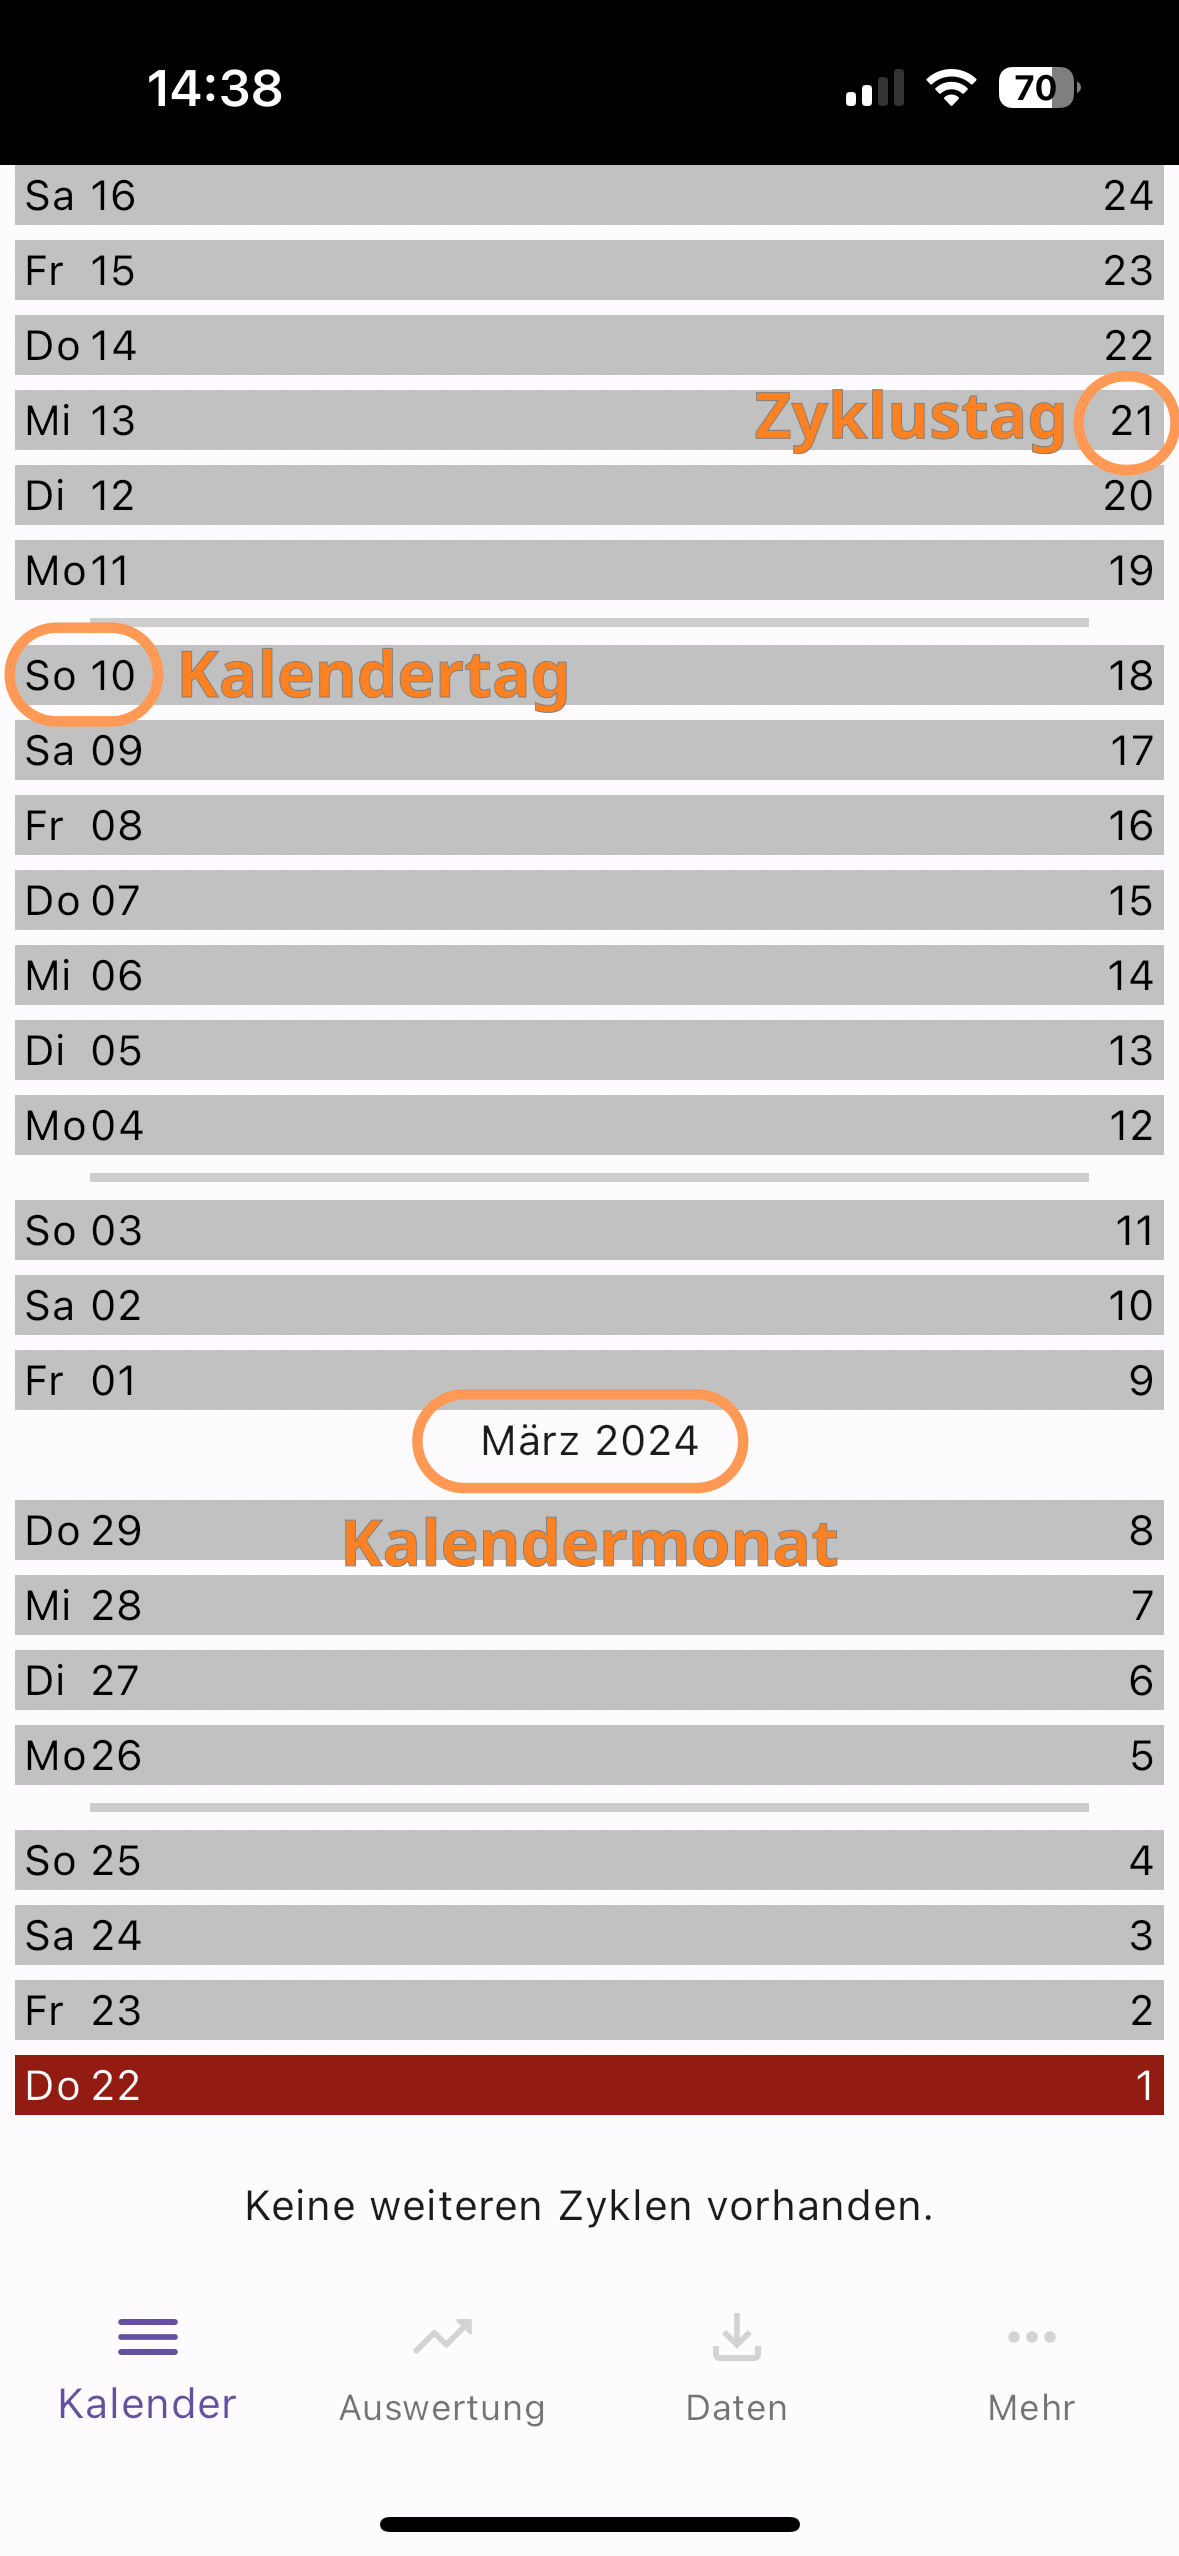 14:38 70
Sa 16 24
Fr 15 23
Do 14 22
Mi 13 Zyklustag 21
Di 12 20
Mo 11 19
So 10 Kalendertag 18
Sa 09 17
Fr 08 16
Do 07 15
Mi 06 14
Di 05 13
Mo 04 12
So 03 11
Sa 02 10
Fr 01 9
März 2024
Do 29 Kalendermonat 8
Mi 28 7
Di 27 6
Mo 26 5
So 25 4
Sa 24 3
Fr 23 2
Do 22 1
Keine weiteren Zyklen vorhanden.
Kalender Auswertung Daten Mehr